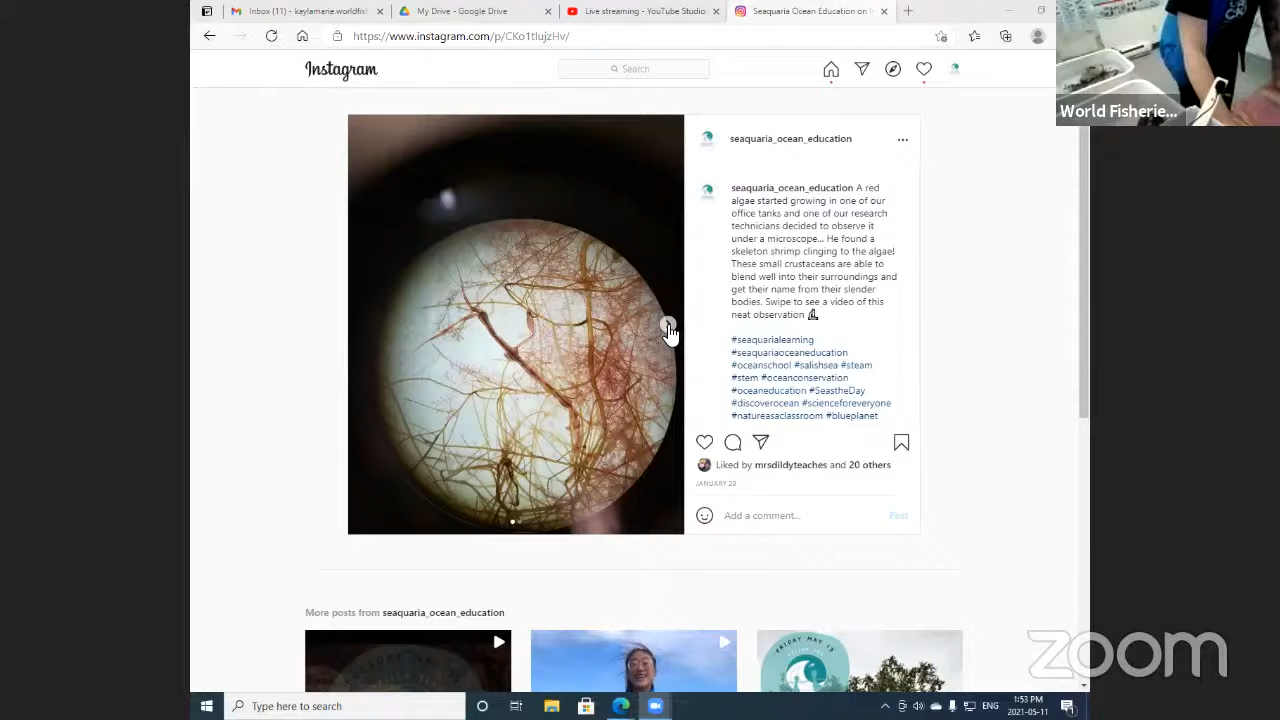 Inbox (11) - kaylamane.worldfis
My Drive - Google Drive
Live streaming - YouTube Studio
Seaquaria Ocean Education on I
https://www.instagram.com/p/CKo1tIujzHv/
Instagram
Search
World Fisherie...
seaquaria_ocean_education
seaquaria_ocean_education A red
algae started growing in one of our
office tanks and one of our research
technicians decided to observe it
under a microscope... He found a
skeleton shrimp clinging to the algae!
These small crustaceans are able to
blend well into their surroundings and
get their name from their slender
bodies. Swipe to see a video of this
neat observation
#seaquarialearning
#seaquariaoceaneducation
#oceanschool #salishsea #steam
#stem #oceanconservation
#oceaneducation #SeastheDay
#discoverocean #scienceforeveryone
#natureasaclassroom #blueplanet
Liked by mrsdildyteaches and 20 others
JANUARY 29
Add a comment...
Post
More posts from seaquaria_ocean_education
FRIDAY MAY 13
zoom
Type here to search
ENG
1:53 PM
2021-05-11